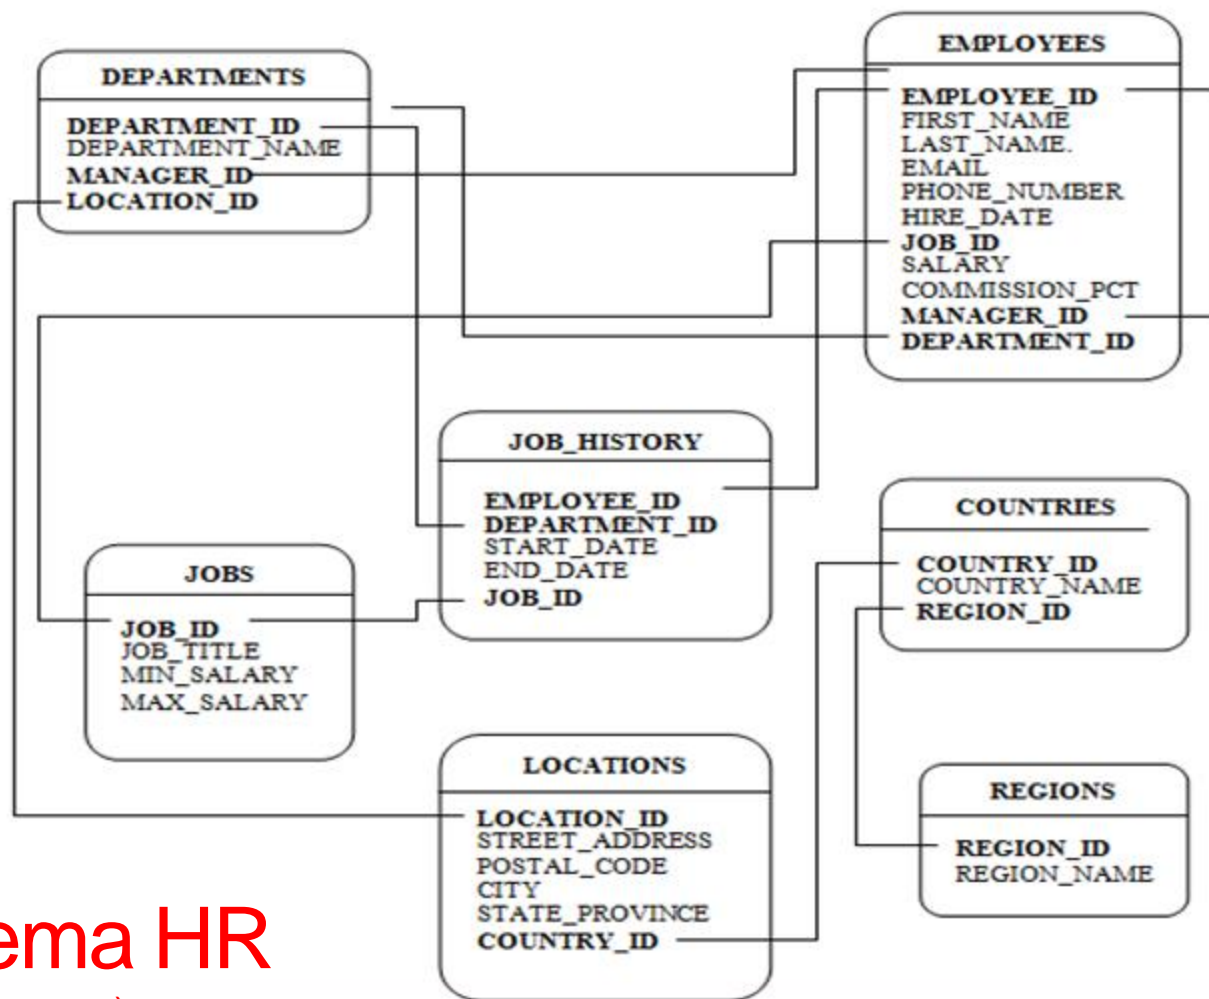 DEPARTMENTS
DEPARTMENT_ID
DEPARTMENT_NAME
MANAGER_ID
LOCATION_ID
EMPLOYEES
EMPLOYEE_ID
FIRST_NAME
LAST_NAME.
EMAIL
PHONE_NUMBER
HIRE_DATE
JOB_ID
SALARY
COMMISSION_PCT
MANAGER_ID
DEPARTMENT_ID
JOB_HISTORY
EMPLOYEE_ID
DEPARTMENT_ID
START_DATE
END_DATE
JOB_ID
COUNTRIES
COUNTRY_ID
COUNTRY_NAME
REGION_ID
JOBS
JOB_ID
JOB_TITLE
MIN_SALARY
MAX_SALARY
LOCATIONS
LOCATION_ID
STREET_ADDRESS
POSTAL_CODE
CITY
STATE_PROVINCE
COUNTRY_ID
REGIONS
REGION_ID
REGION_NAME
ema HR